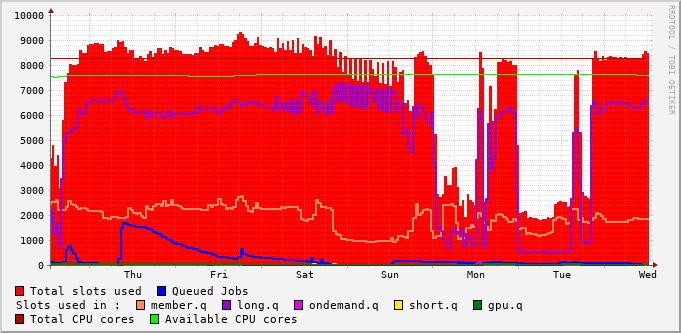 10000
9000
8000
7000
6000
5000
4000
3000
2000
1000
0
Thu Fri Sat Sun Mon Tue Wed
RRDTOOL / TOBI OETIKER
Total slots used Queued Jobs
Slots used in : member.q long.q ondemand.q short.q gpu.q
Total CPU cores Available CPU cores